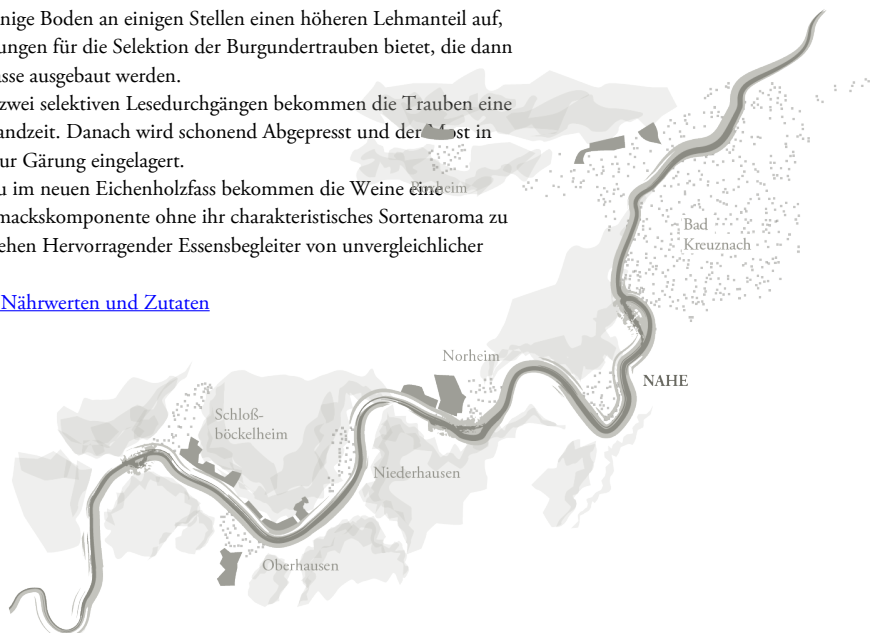 nige Boden an einigen Stellen einen höheren Lehmanteil auf,
ungen für die Selektion der Burgundertrauben bietet, die dann
asse ausgebaut werden.
zwei selektiven Lesedurchgängen bekommen die Trauben eine
andzeit. Danach wird schonend Abgepresst und der Most in
ur Gärung eingelagert.
u im neuen Eichenholzfass bekommen die Weine eine
mackskomponente ohne ihr charakteristisches Sortenaroma zu
ehen Hervorragender Essensbegleiter von unvergleichlicher
Nährwerten und Zutaten
Bad
Kreuznach
Norheim
NAHE
Schloß-
böckelheim
Niederhausen
Oberhausen